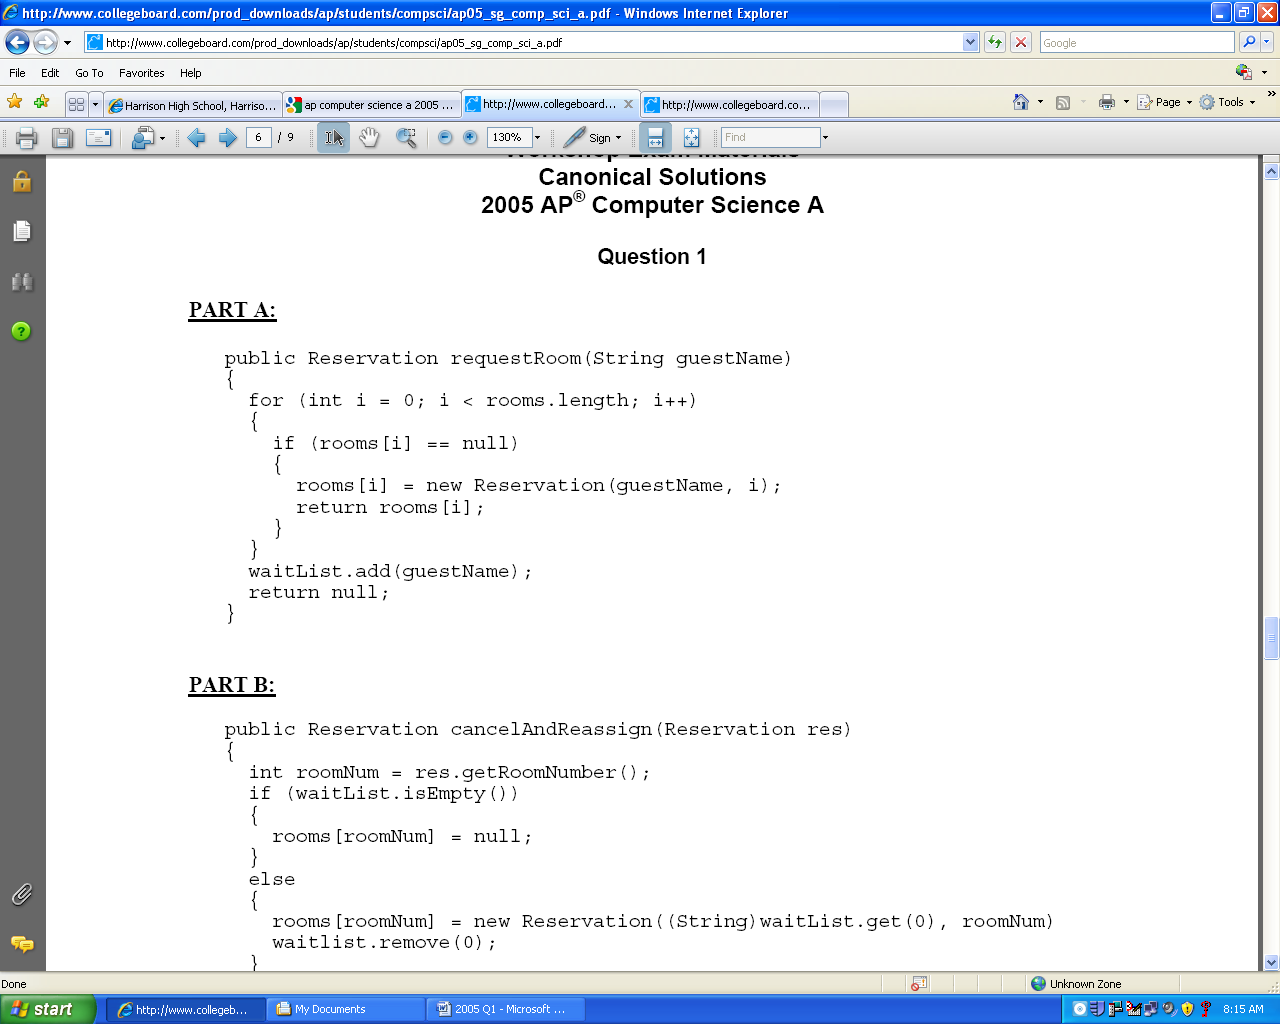 http://www.collegeboard.com/prod_downloads/ap/students/compsci/ap05_sg_comp_sci_a.pdf - Windows Internet Explorer
http://www.collegeboard.com/prod_downloads/ap/students/compsci/ap05_sg_comp_sci_a.pdf
Google
File Edit Go To Favorites Help
Harrison High School, Harriso... ap computer science a 2005 ... http://www.collegeboard... http://www.collegeboard.co... Page Tools
6 / 9 130% Sign Find
Workshop Exam Materials
Canonical Solutions
2005 AP® Computer Science A
Question 1
PART A:
public Reservation requestRoom(String guestName)
{
for (int i = 0; i < rooms.length; i++)
{
if (rooms[i] == null)
{
rooms[i] = new Reservation(guestName, i);
return rooms[i];
}
}
waitList.add(guestName);
return null;
}
PART B:
public Reservation cancelAndReassign(Reservation res)
{
int roomNum = res.getRoomNumber();
if (waitList.isEmpty())
{
rooms[roomNum] = null;
}
else
{
rooms[roomNum] = new Reservation((String)waitList.get(0), roomNum)
waitlist.remove(0);
}
Done Unknown Zone
start http://www.collegeb... My Documents 2005 Q1 - Microsoft ... 8:15 AM